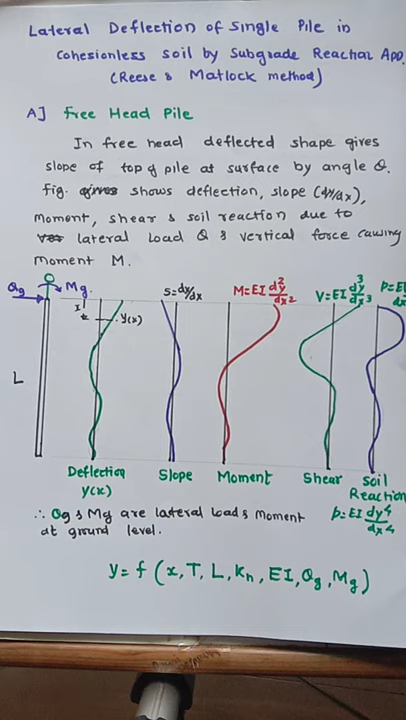 Lateral Deflection of Single Pile in
Cohesionless Soil by Subgrade Reaction App.
(Reese & Matlock method)
A] Free Head Pile
In free head deflected shape gives
slope of top of pile at surface by angle θ.
Fig. shows deflection, slope (dy/dx),
moment, shear & soil reaction due to
lateral load Q & vertical force causing
moment M.
Qg Mg. S=dy/dx M=EI d²y/dx² V=EI d³y/dx³ P=EI
x y(x)
L
Deflection Slope Moment Shear Soil
y(x) Reaction
∴ Qg & Mg are lateral load & moment p=EI dy⁴/dx⁴
at ground level.
y = f (x, T, L, Kn, EI, Qg, Mg)